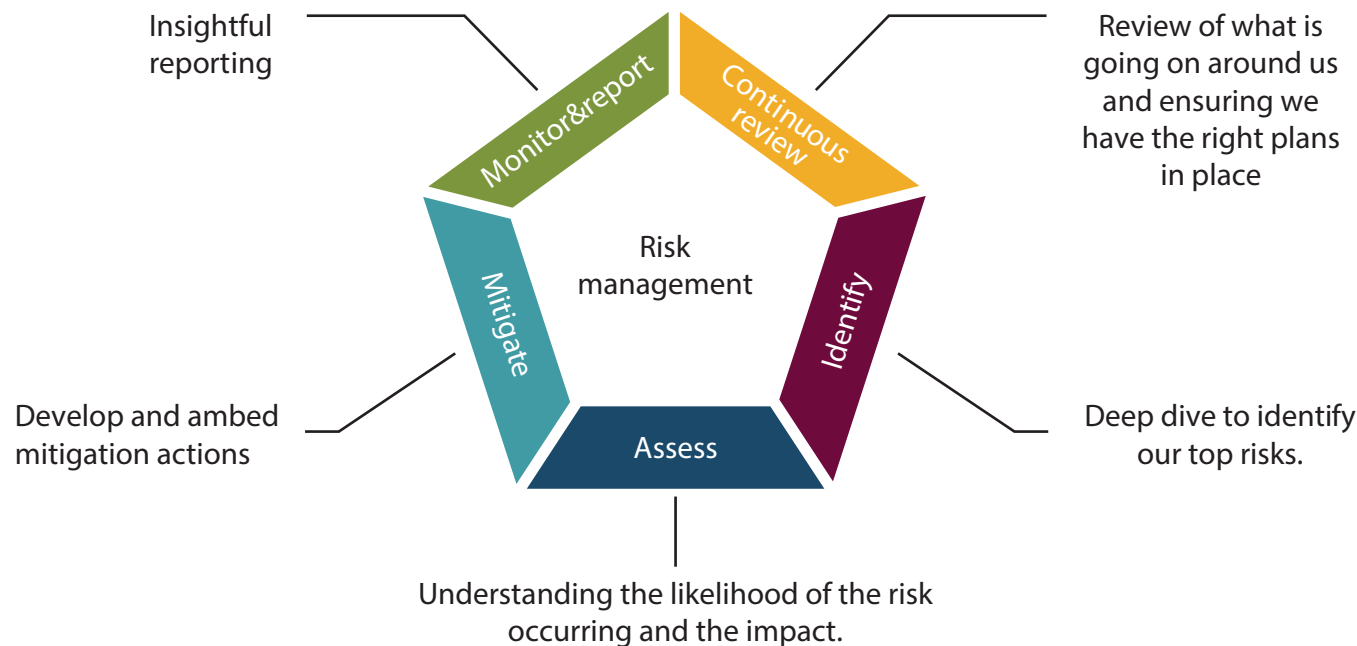 Insightful
reporting
Monitor&report
Continuous
review
Review of what is
going on around us
and ensuring we
have the right plans
in place
Risk
management
Mitigate
Identify
Develop and ambed
mitigation actions
Assess
Deep dive to identify
our top risks.
Understanding the likelihood of the risk
occurring and the impact.